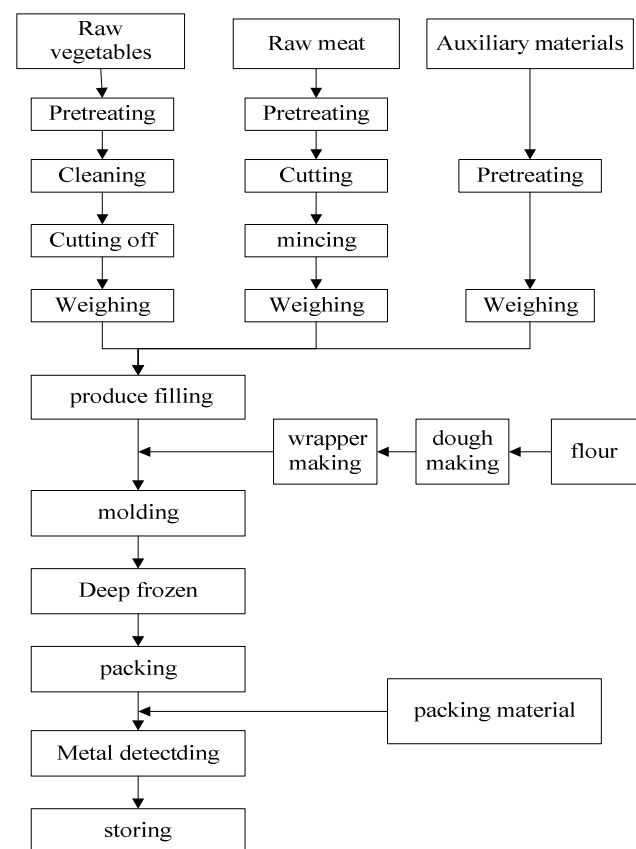 Raw
vegetables
Raw meat
Auxiliary materials
Pretreating
Pretreating
Cleaning
Cutting
Pretreating
Cutting off
mincing
Weighing
Weighing
Weighing
produce filling
wrapper
making
dough
making
flour
molding
Deep frozen
packing
packing material
Metal detectding
storing